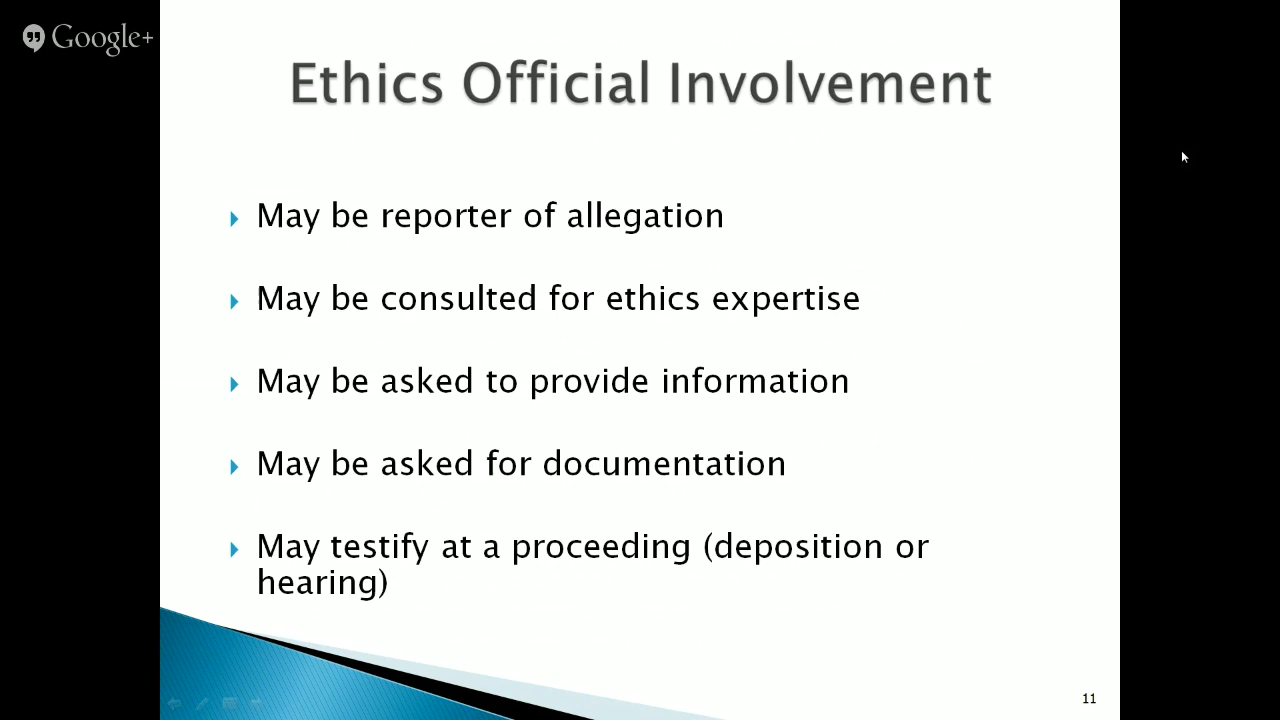 Google+
Ethics Official Involvement
May be reporter of allegation
May be consulted for ethics expertise
May be asked to provide information
May be asked for documentation
May testify at a proceeding (deposition or
hearing)
11